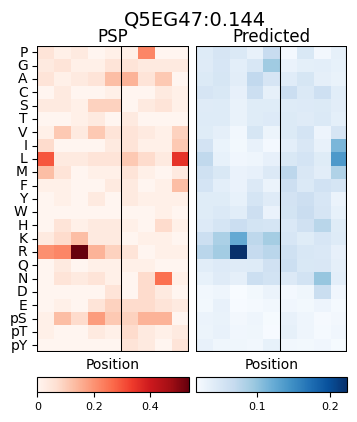 Q5EG47:0.144
PSP
Predicted
P
G
A
C
S
T
V
I
L
M
F
Y
W
H
K
R
Q
N
D
E
pS
pT
pY
Position
Position
0
0.2
0.4
0.1
0.2